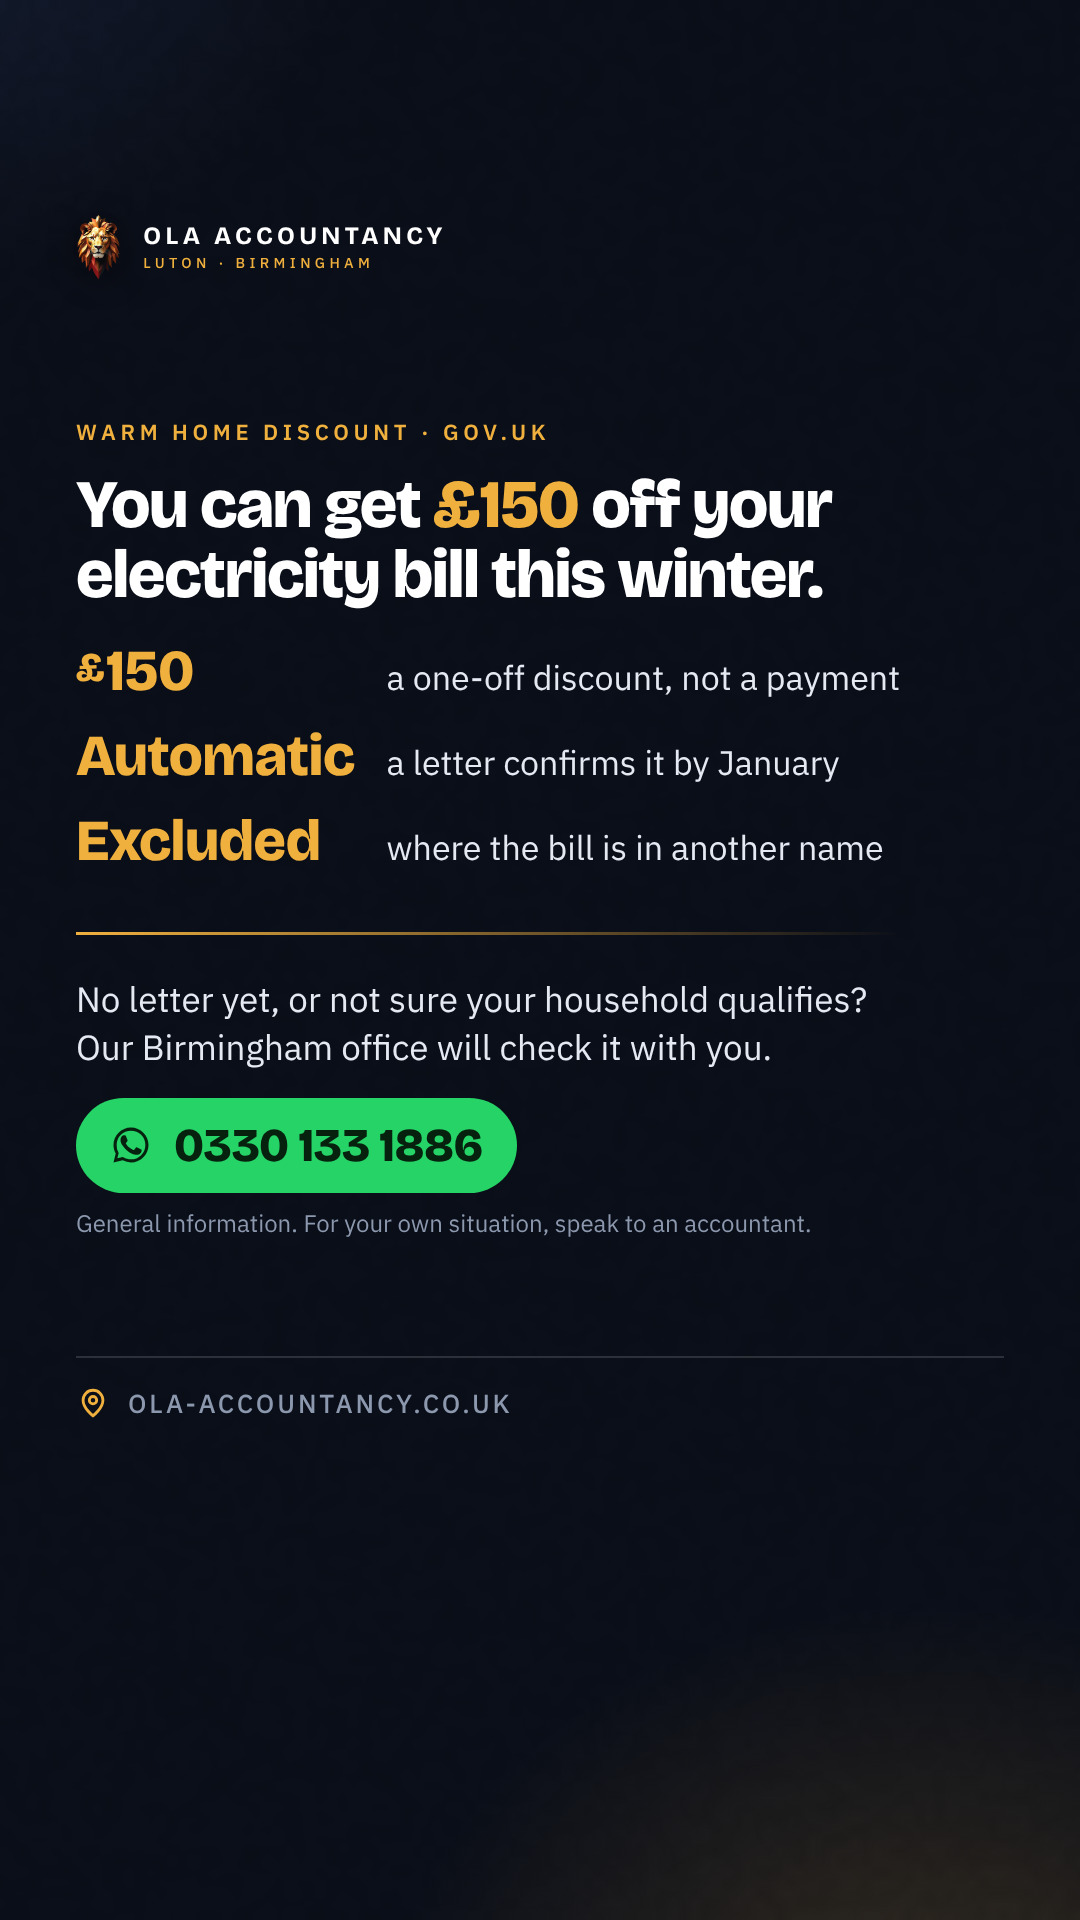 OLA ACCOUNTANCY
LUTON · BIRMINGHAM
WARM HOME DISCOUNT · GOV.UK
You can get £150 off your
electricity bill this winter.
£150 a one-off discount, not a payment
Automatic a letter confirms it by January
Excluded where the bill is in another name
No letter yet, or not sure your household qualifies?
Our Birmingham office will check it with you.
0330 133 1886
General information. For your own situation, speak to an accountant.
OLA-ACCOUNTANCY.CO.UK